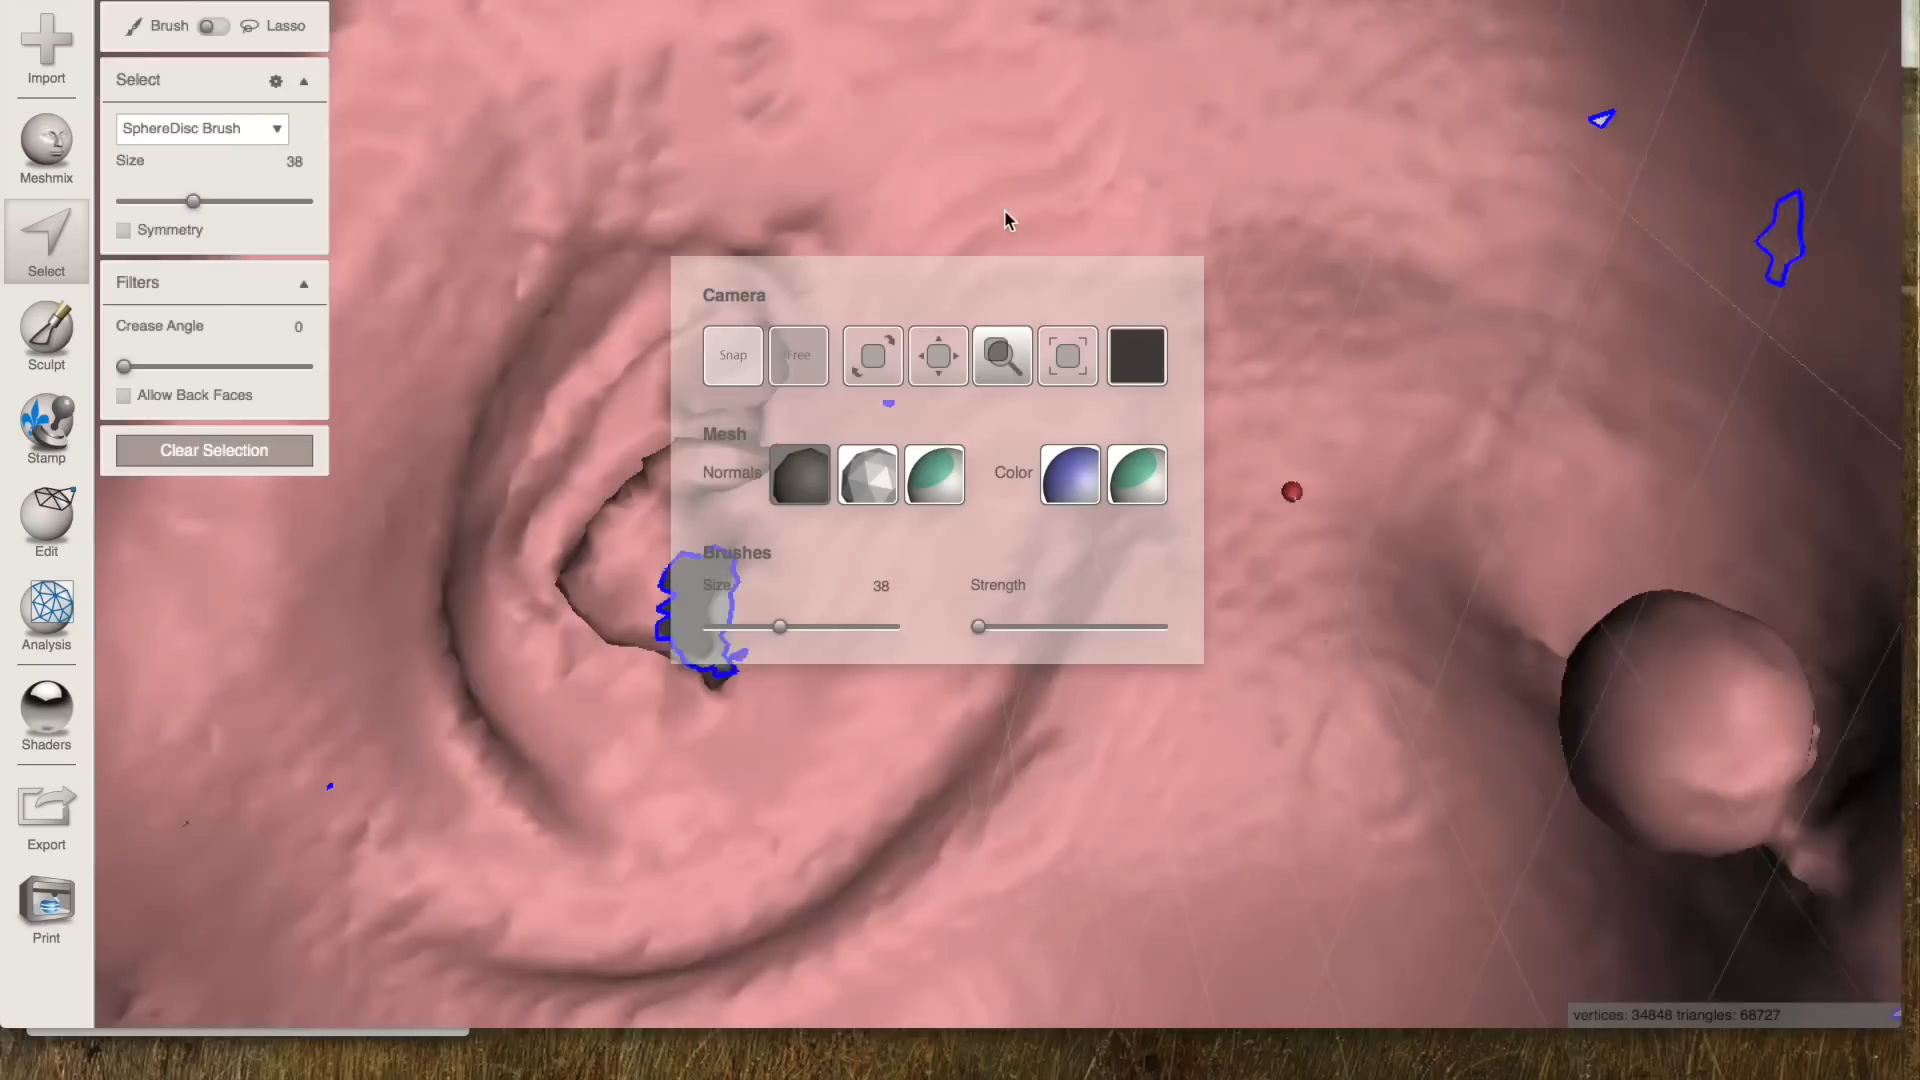 Import
Meshmix
Select
Sculpt
Stamp
Edit
Analysis
Shaders
Export
Print
Brush
Lasso
Select
SphereDisc Brush
Size 38
Symmetry
Filters
Crease Angle 0
Allow Back Faces
Clear Selection
Camera
Snap Free
Mesh
Normals Color
Brushes
Size 38 Strength
vertices: 34848 triangles: 68727